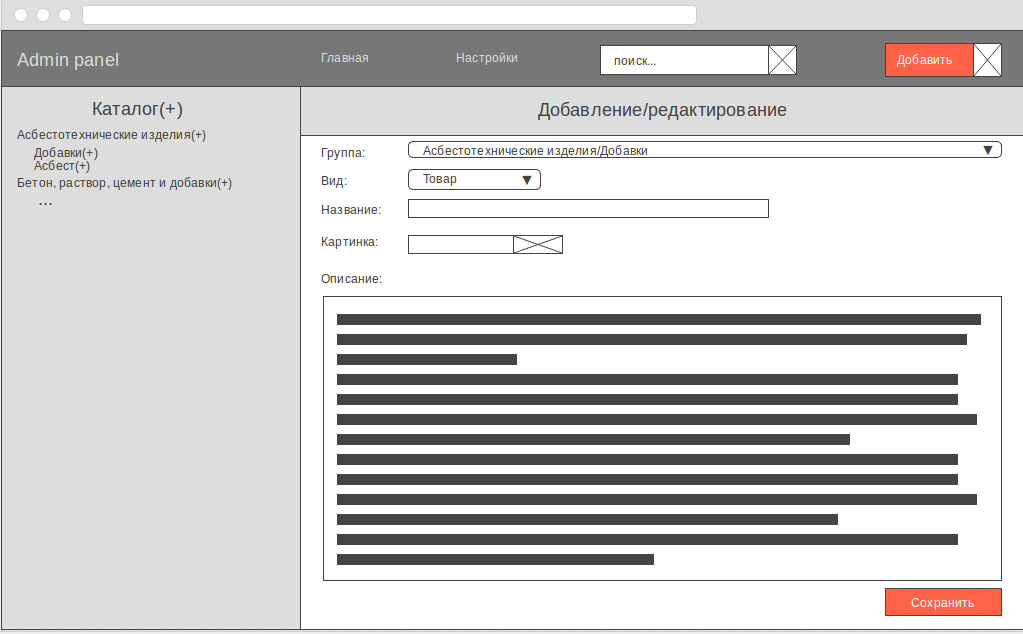 Admin panel
Главная
Настройки
поиск...
Добавить
Каталог(+)
Асбестотехнические изделия(+)
Добавки(+)
Асбест(+)
Бетон, раствор, цемент и добавки(+)
...
Добавление/редактирование
Группа:
Асбестотехнические изделия/Добавки
Вид:
Товар
Название:
Картинка:
Описание:
Сохранить